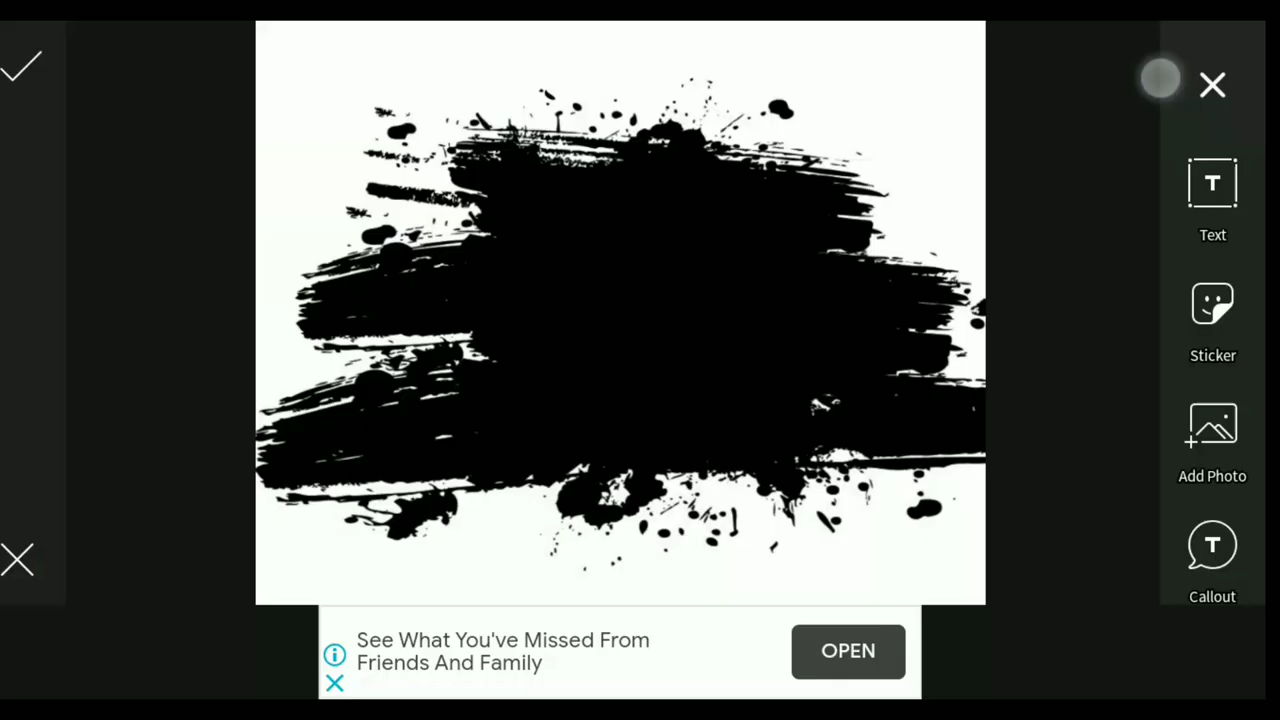 Text
Sticker
Add Photo
Callout
See What You've Missed From
Friends And Family
OPEN